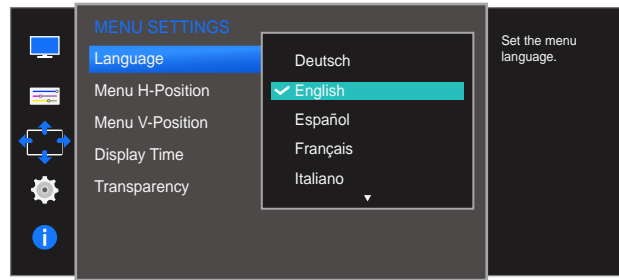 MENU SETTINGS
Language
Menu H-Position
Menu V-Position
Display Time
Transparency
Deutsch
English
Español
Français
Italiano
Set the menu
language.
i